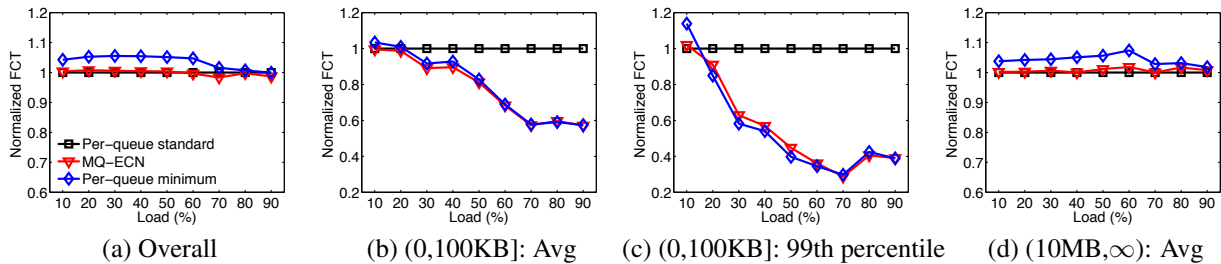 Normalized FCT
1.2
1.1
1
0.9
0.8
0.7
0.6
Per-queue standard
MQ-ECN
Per-queue minimum
10 20 30 40 50 60 70 80 90
Load (%)
(a) Overall
Normalized FCT
1.2
1
0.8
0.6
0.4
0.2
10 20 30 40 50 60 70 80 90
Load (%)
(b) (0,100KB]: Avg
Normalized FCT
1.2
1
0.8
0.6
0.4
0.2
10 20 30 40 50 60 70 80 90
Load (%)
(c) (0,100KB]: 99th percentile
Normalized FCT
1.2
1.1
1
0.9
0.8
0.7
0.6
10 20 30 40 50 60 70 80 90
Load (%)
(d) (10MB,∞): Avg